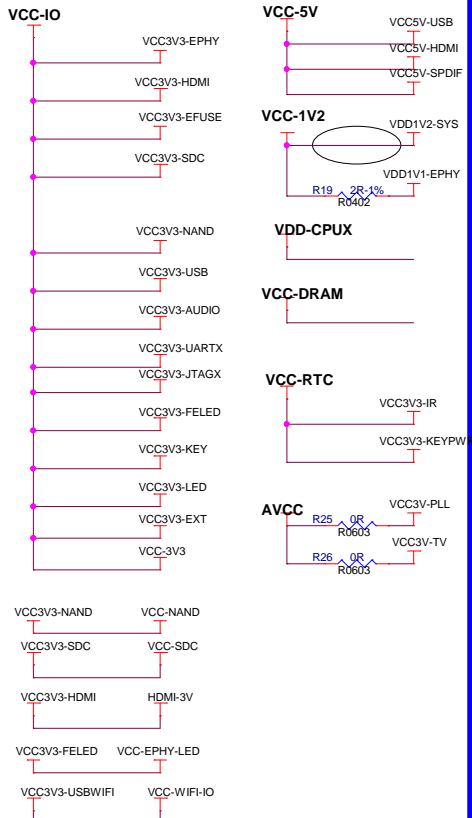 VCC-IO
VCC3V3-EPHY
VCC3V3-HDMI
VCC3V3-EFUSE
VCC3V3-SDC
VCC3V3-NAND
VCC3V3-USB
VCC3V3-AUDIO
VCC3V3-UARTX
VCC3V3-JTAGX
VCC3V3-FELED
VCC3V3-KEY
VCC3V3-LED
VCC3V3-EXT
VCC-3V3
VCC3V3-NAND VCC-NAND
VCC3V3-SDC VCC-SDC
VCC3V3-HDMI HDMI-3V
VCC3V3-FELED VCC-EPHY-LED
VCC3V3-USBWIFI VCC-WIFI-IO
VCC-5V
VCC5V-USB
VCC5V-HDMI
VCC5V-SPDIF
VCC-1V2
VDD1V2-SYS
VDD1V1-EPHY
R19 2R-1%
R0402
VDD-CPUX
VCC-DRAM
VCC-RTC
VCC3V3-IR
AVCC
VCC3V-PLL
R25 0R
R0603
VCC3V-TV
R26 0R
R0603